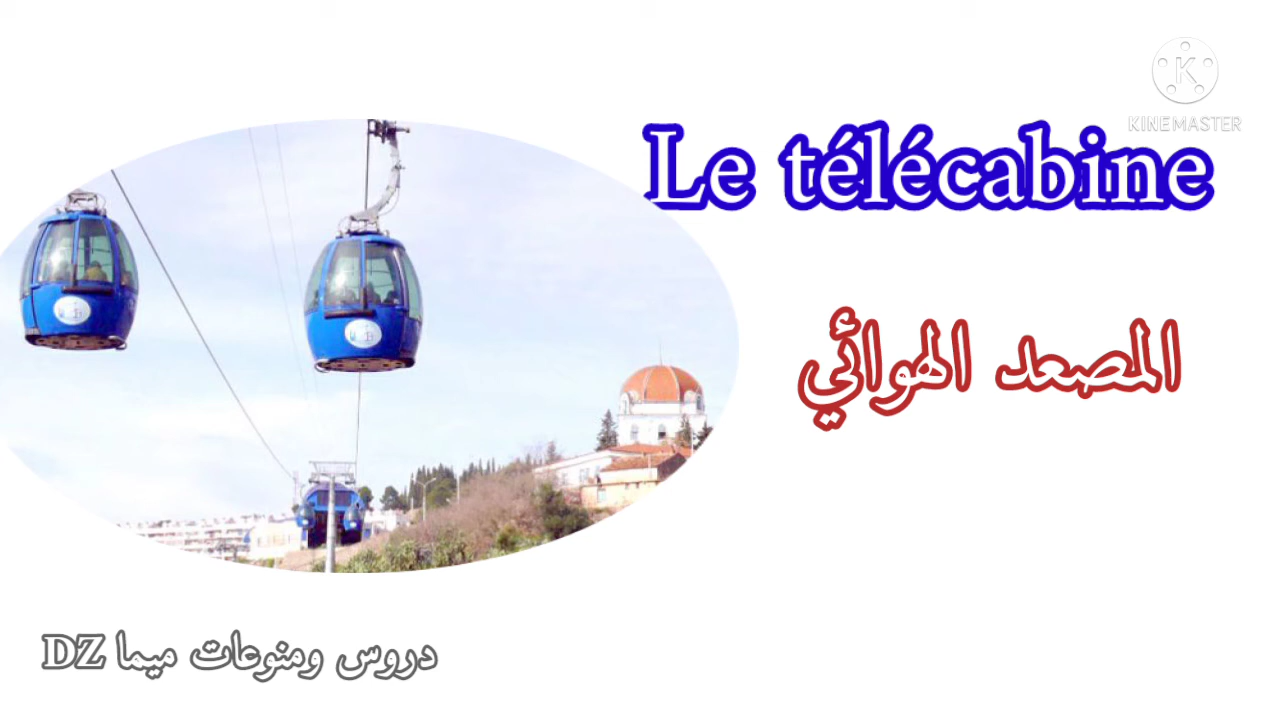 KINEMASTER
Le télécabine
المصعد الهوائي
دروس ومنوعات ميما DZ